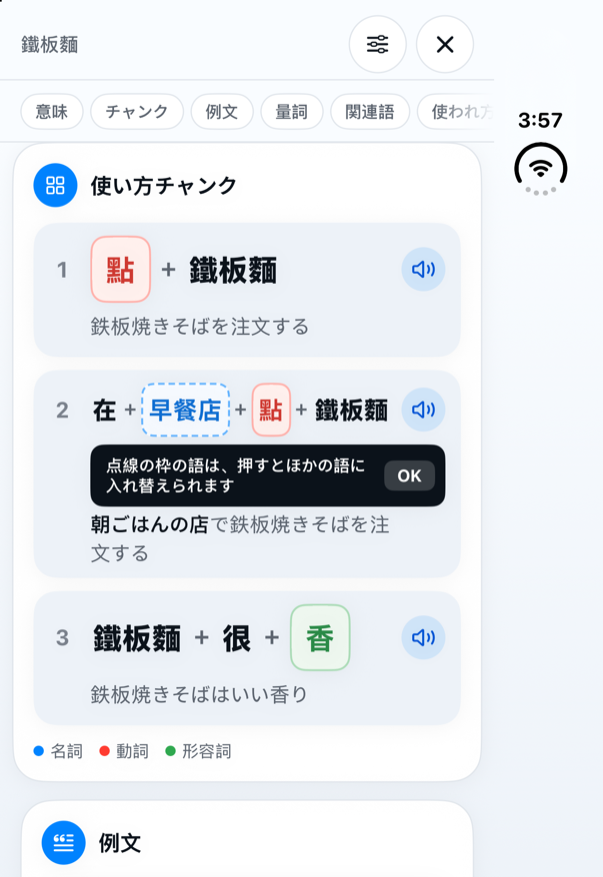 鐵板麵
意味 チャンク 例文 量詞 関連語 使われ方
3:57
使い方チャンク
1 點 + 鐵板麵
鉄板焼きそばを注文する
2 在 + 早餐店 + 點 + 鐵板麵
点線の枠の語は、押すとほかの語に
入れ替えられます
OK
朝ごはんの店で鉄板焼きそばを注
文する
3 鐵板麵 + 很 + 香
鉄板焼きそばはいい香り
名詞 動詞 形容詞
例文